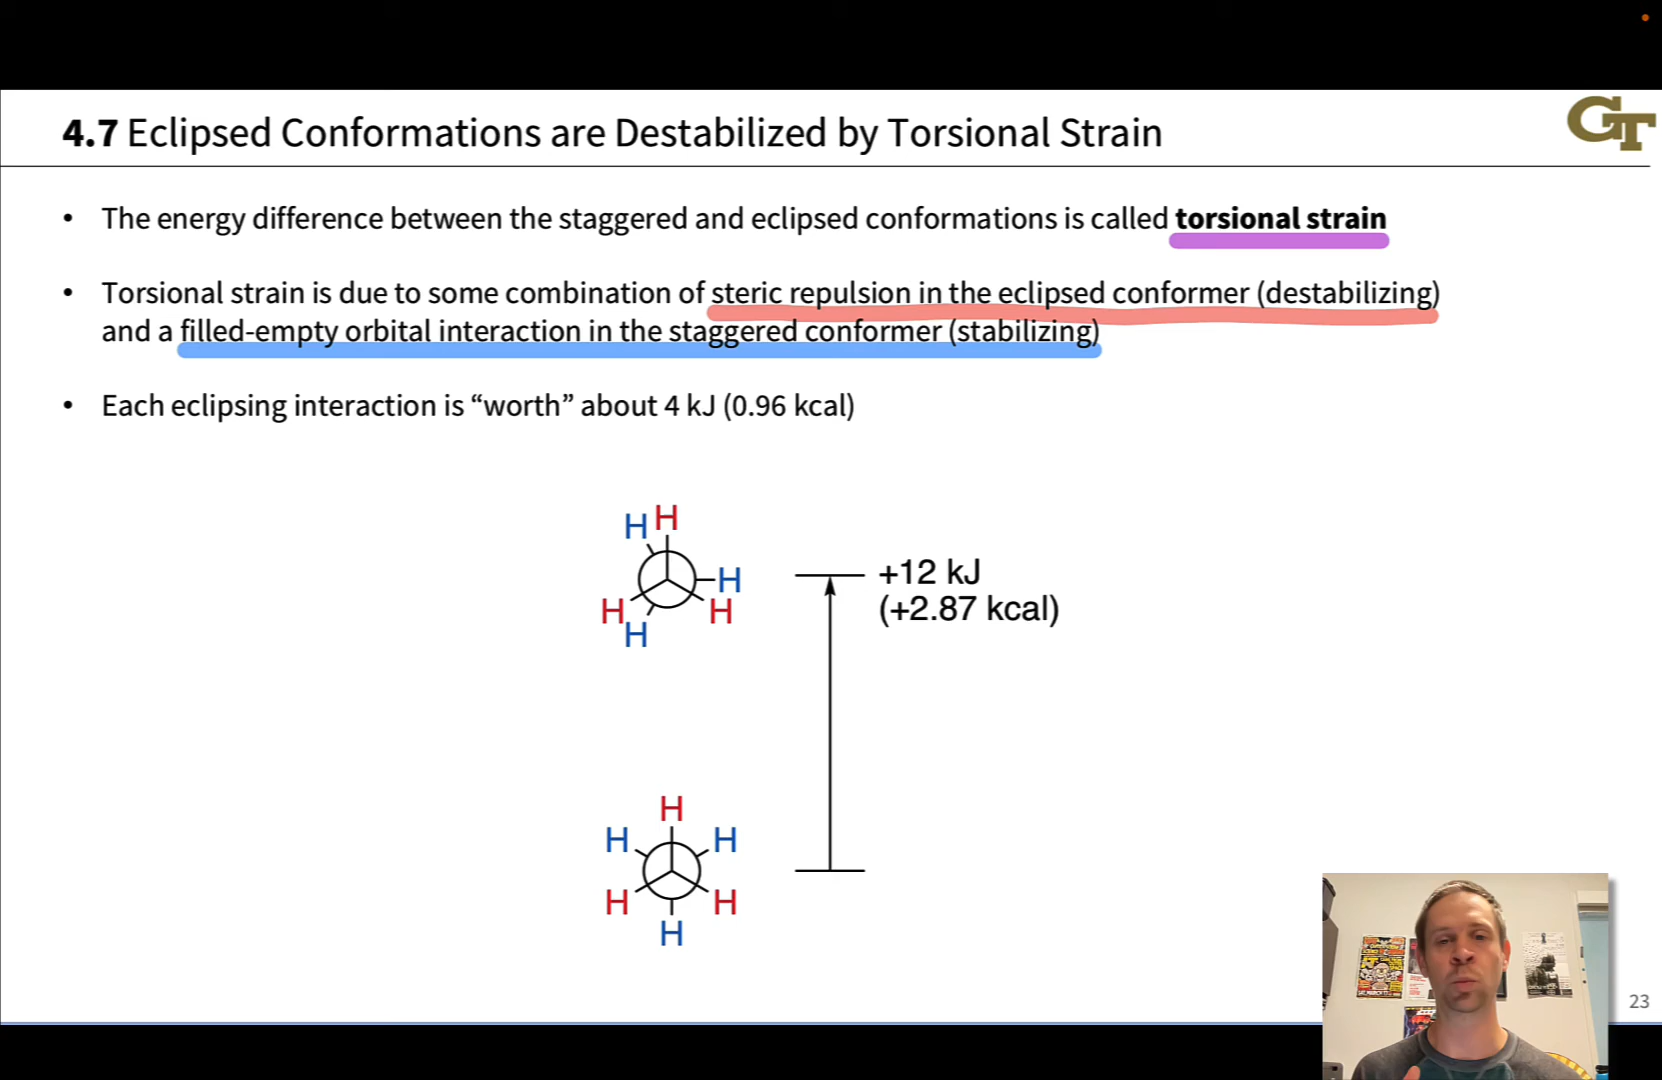 GT
4.7 Eclipsed Conformations are Destabilized by Torsional Strain
• The energy difference between the staggered and eclipsed conformations is called torsional strain
• Torsional strain is due to some combination of steric repulsion in the eclipsed conformer (destabilizing)
and a filled-empty orbital interaction in the staggered conformer (stabilizing)
• Each eclipsing interaction is “worth” about 4 kJ (0.96 kcal)
H H
H
H H
H
+12 kJ
(+2.87 kcal)
H
H H
H H
H
23